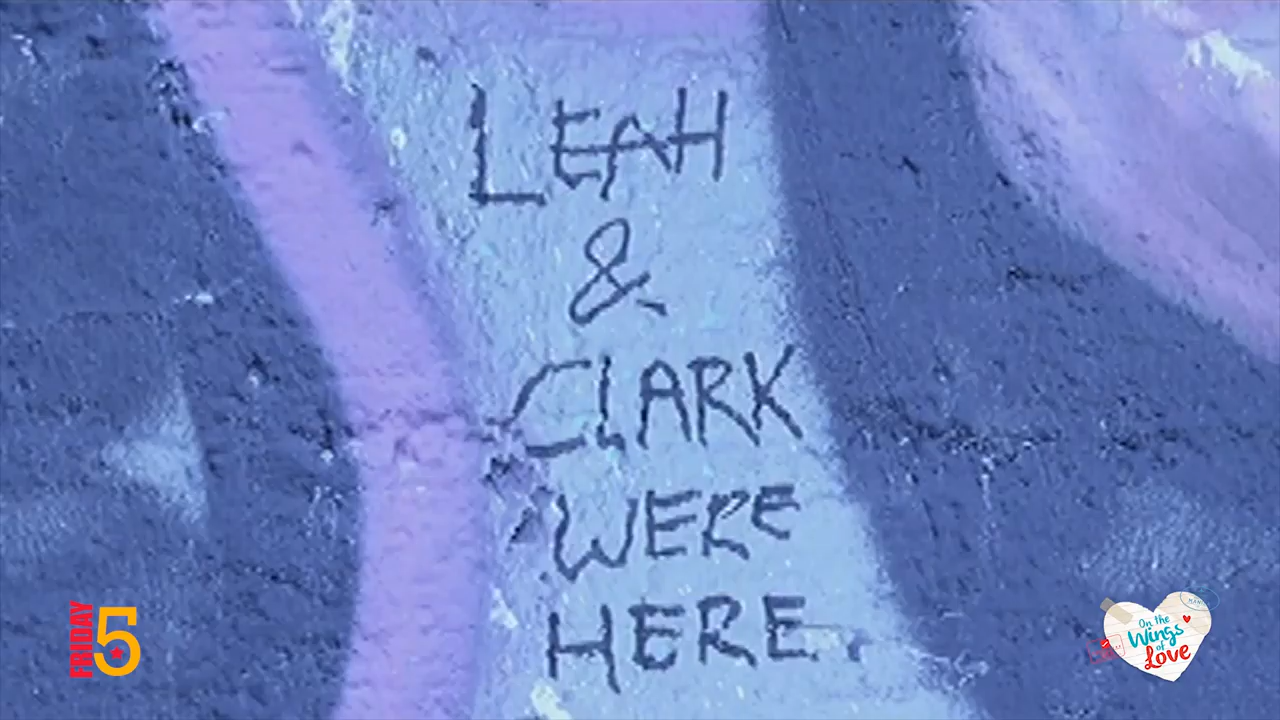 LEAH
&
CLARK
WERE
HERE.
FRIDAY
5
On the
Wings
of
Love